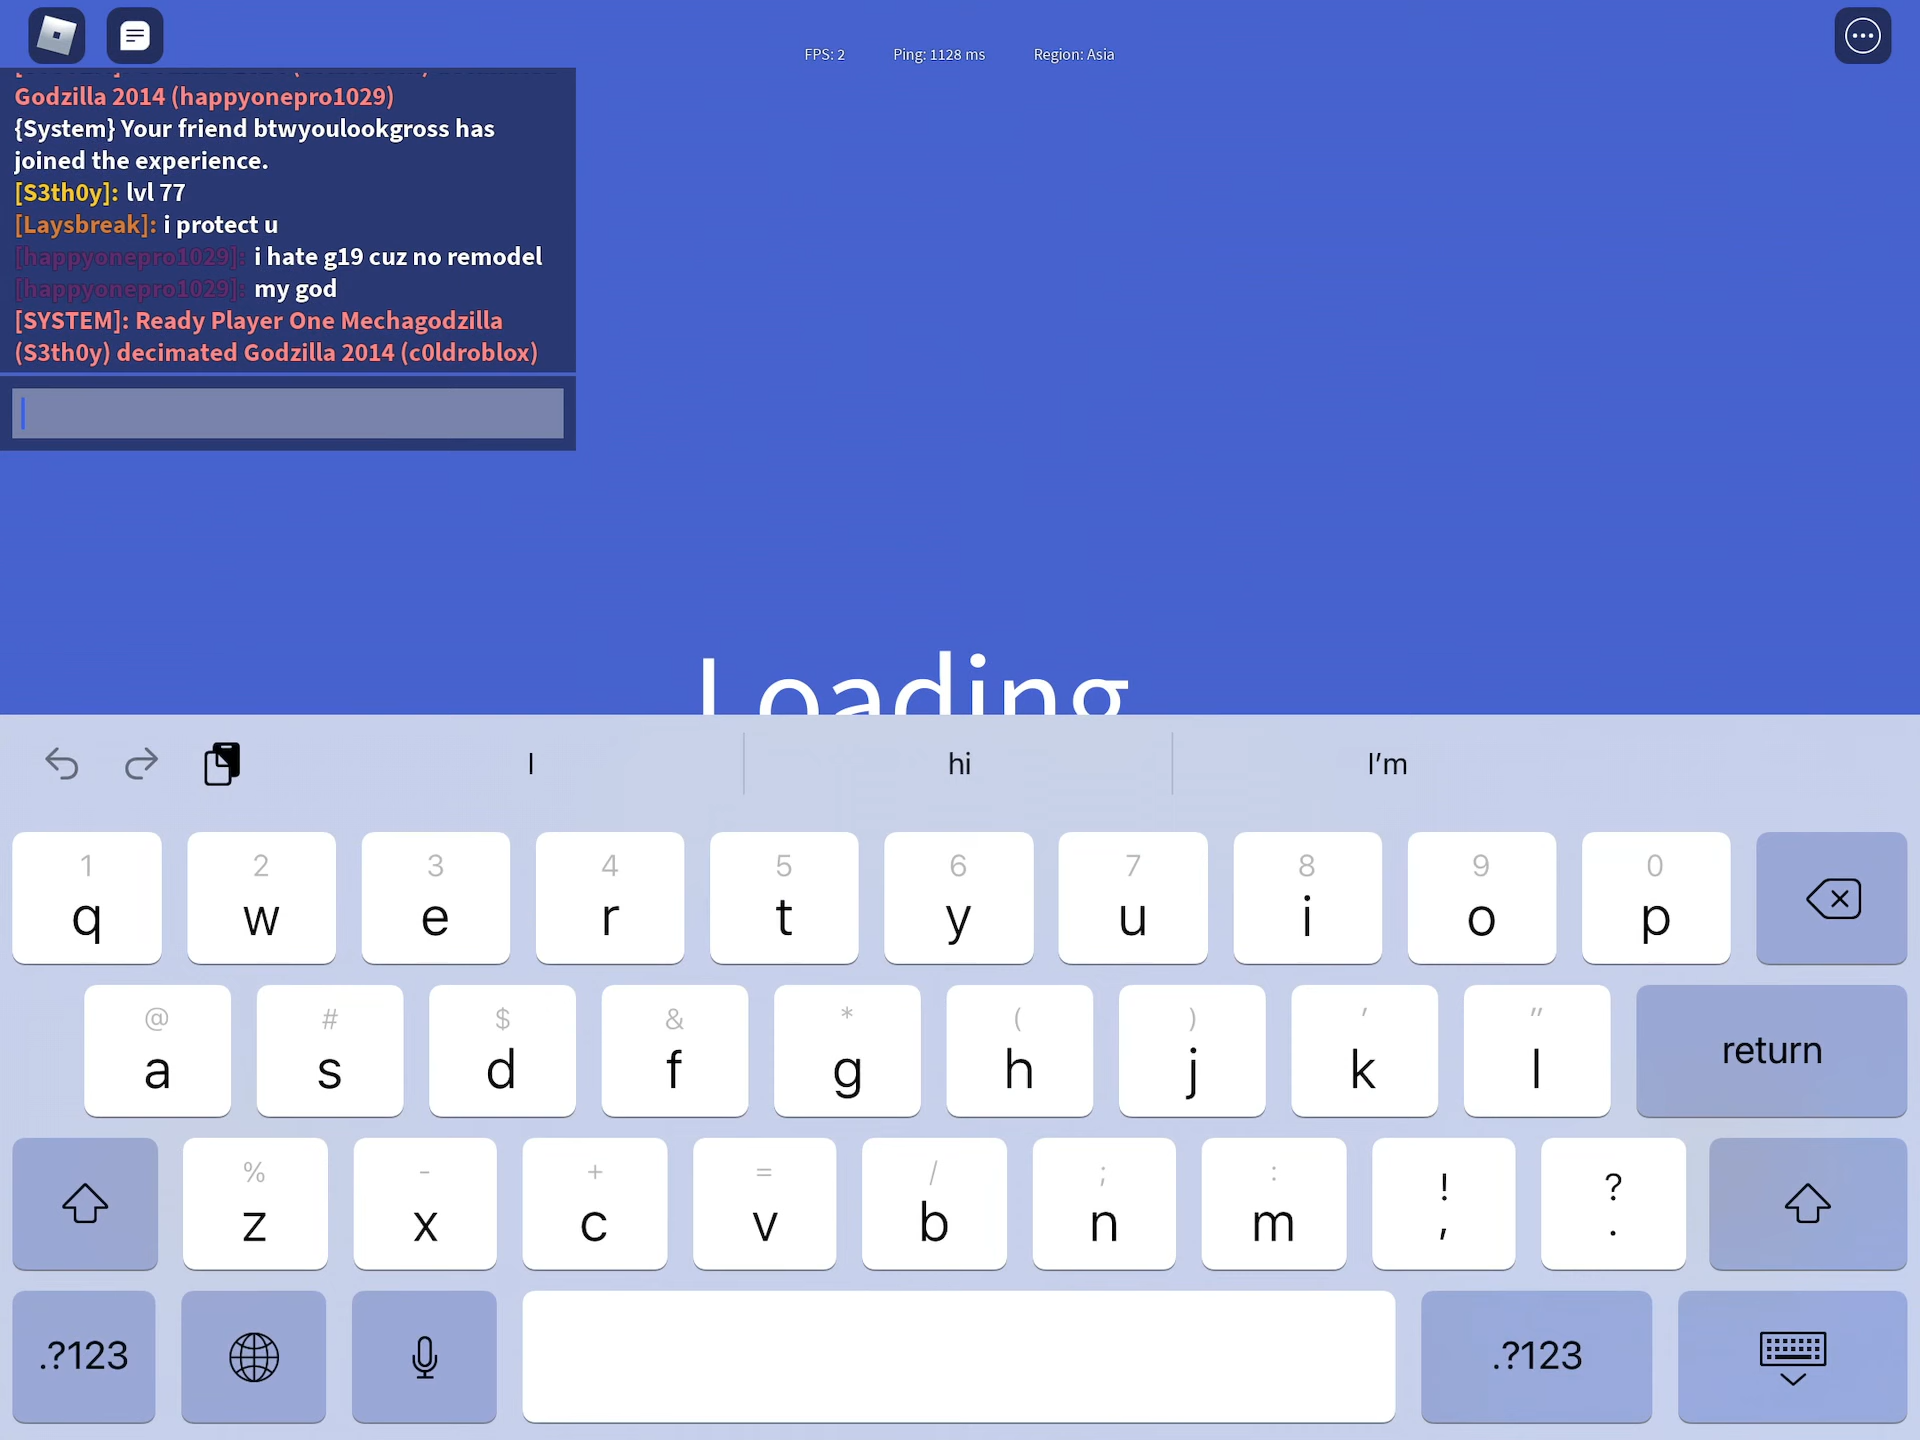 FPS: 2 Ping: 1128 ms Region: Asia
Godzilla 2014 (happyonepro1029)
{System} Your friend btwyoulookgross has
joined the experience.
[S3th0y]: lvl 77
[Laysbreak]: i protect u
[happyonepro1029]: i hate g19 cuz no remodel
[happyonepro1029]: my god
[SYSTEM]: Ready Player One Mechagodzilla
(S3th0y) decimated Godzilla 2014 (c0ldroblox)
Loading
I hi I’m
1 2 3 4 5 6 7 8 9 0
q w e r t y u i o p
@ # $ & * ( ) ' "
a s d f g h j k l return
% - + = / ; : ! ?
z x c v b n m , .
.?123 .?123